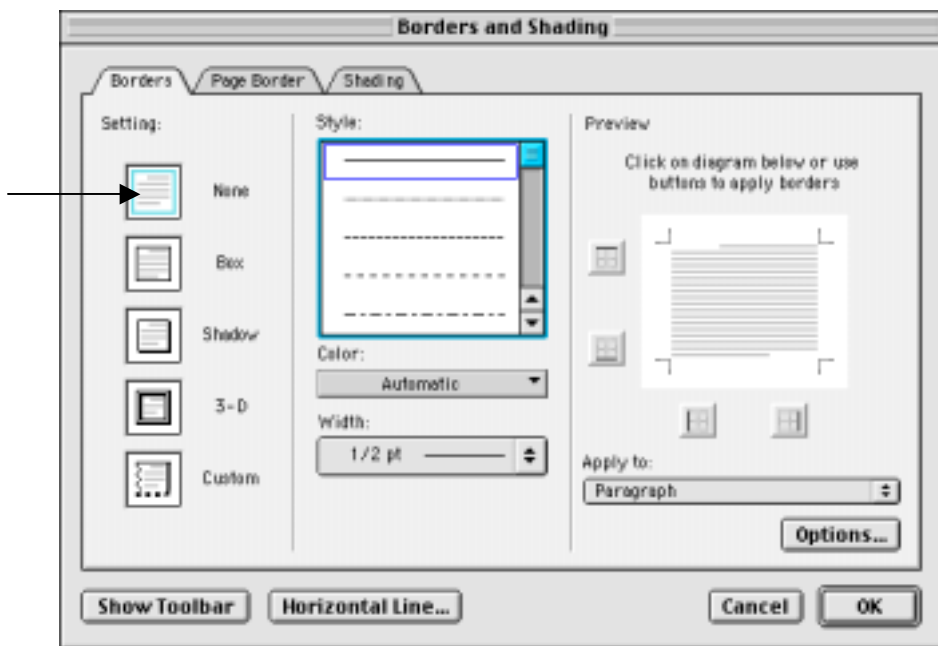 Borders and Shading
Borders
Page Border
Shading
Setting:
None
Box
Shadow
3-D
Custom
Style:
Color:
Automatic
Width:
1/2 pt
Preview
Click on diagram below or use
buttons to apply borders
Apply to:
Paragraph
Options...
Show Toolbar
Horizontal Line...
Cancel
OK